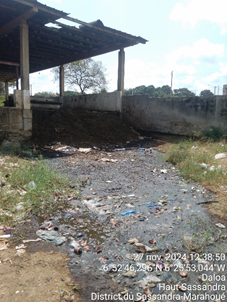 27 nov. 2024 12:38:50
6°52'46,296"N 6°26'53,044"W
Daloa
Haut Sassandra
District du Sassandra-Marahoué